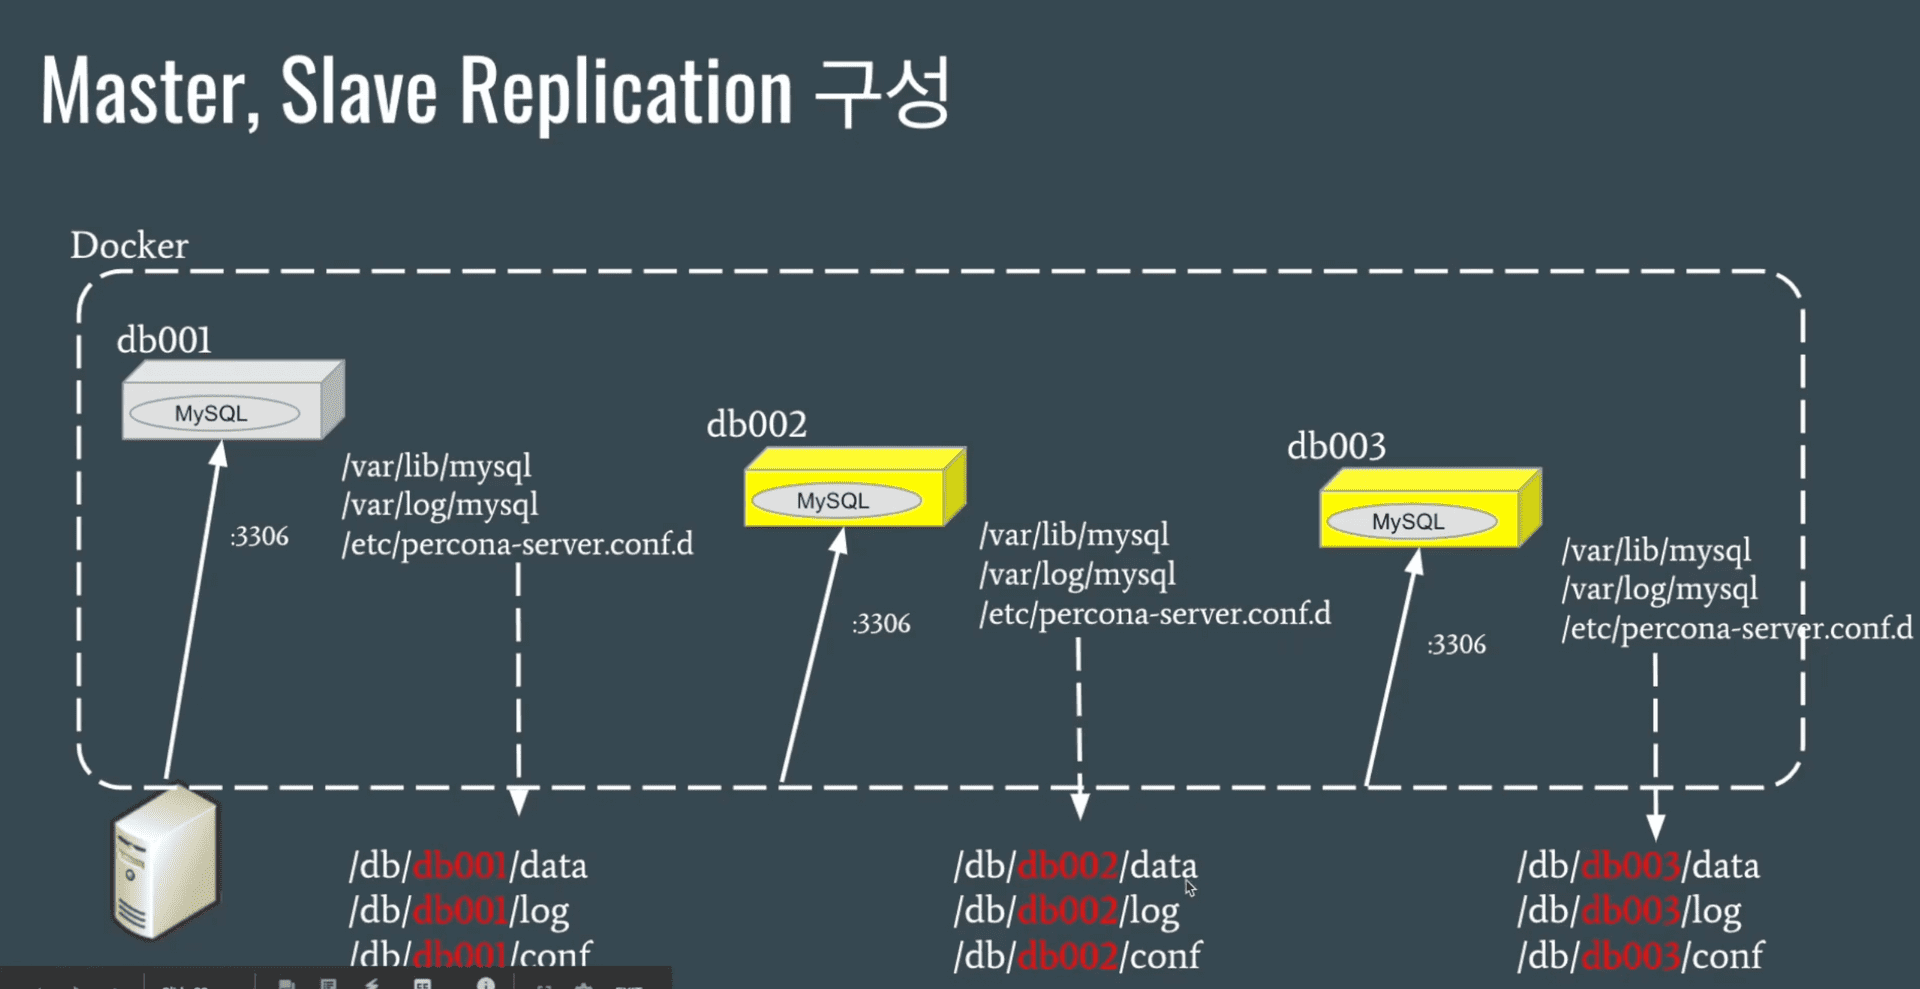 Master, Slave Replication 구성
Docker
db001
MySQL
:3306
/var/lib/mysql
/var/log/mysql
/etc/percona-server.conf.d
db002
MySQL
:3306
/var/lib/mysql
/var/log/mysql
/etc/percona-server.conf.d
db003
MySQL
:3306
/var/lib/mysql
/var/log/mysql
/etc/percona-server.conf.d
/db/db001/data
/db/db001/log
/db/db001/conf
/db/db002/data
/db/db002/log
/db/db002/conf
/db/db003/data
/db/db003/log
/db/db003/conf